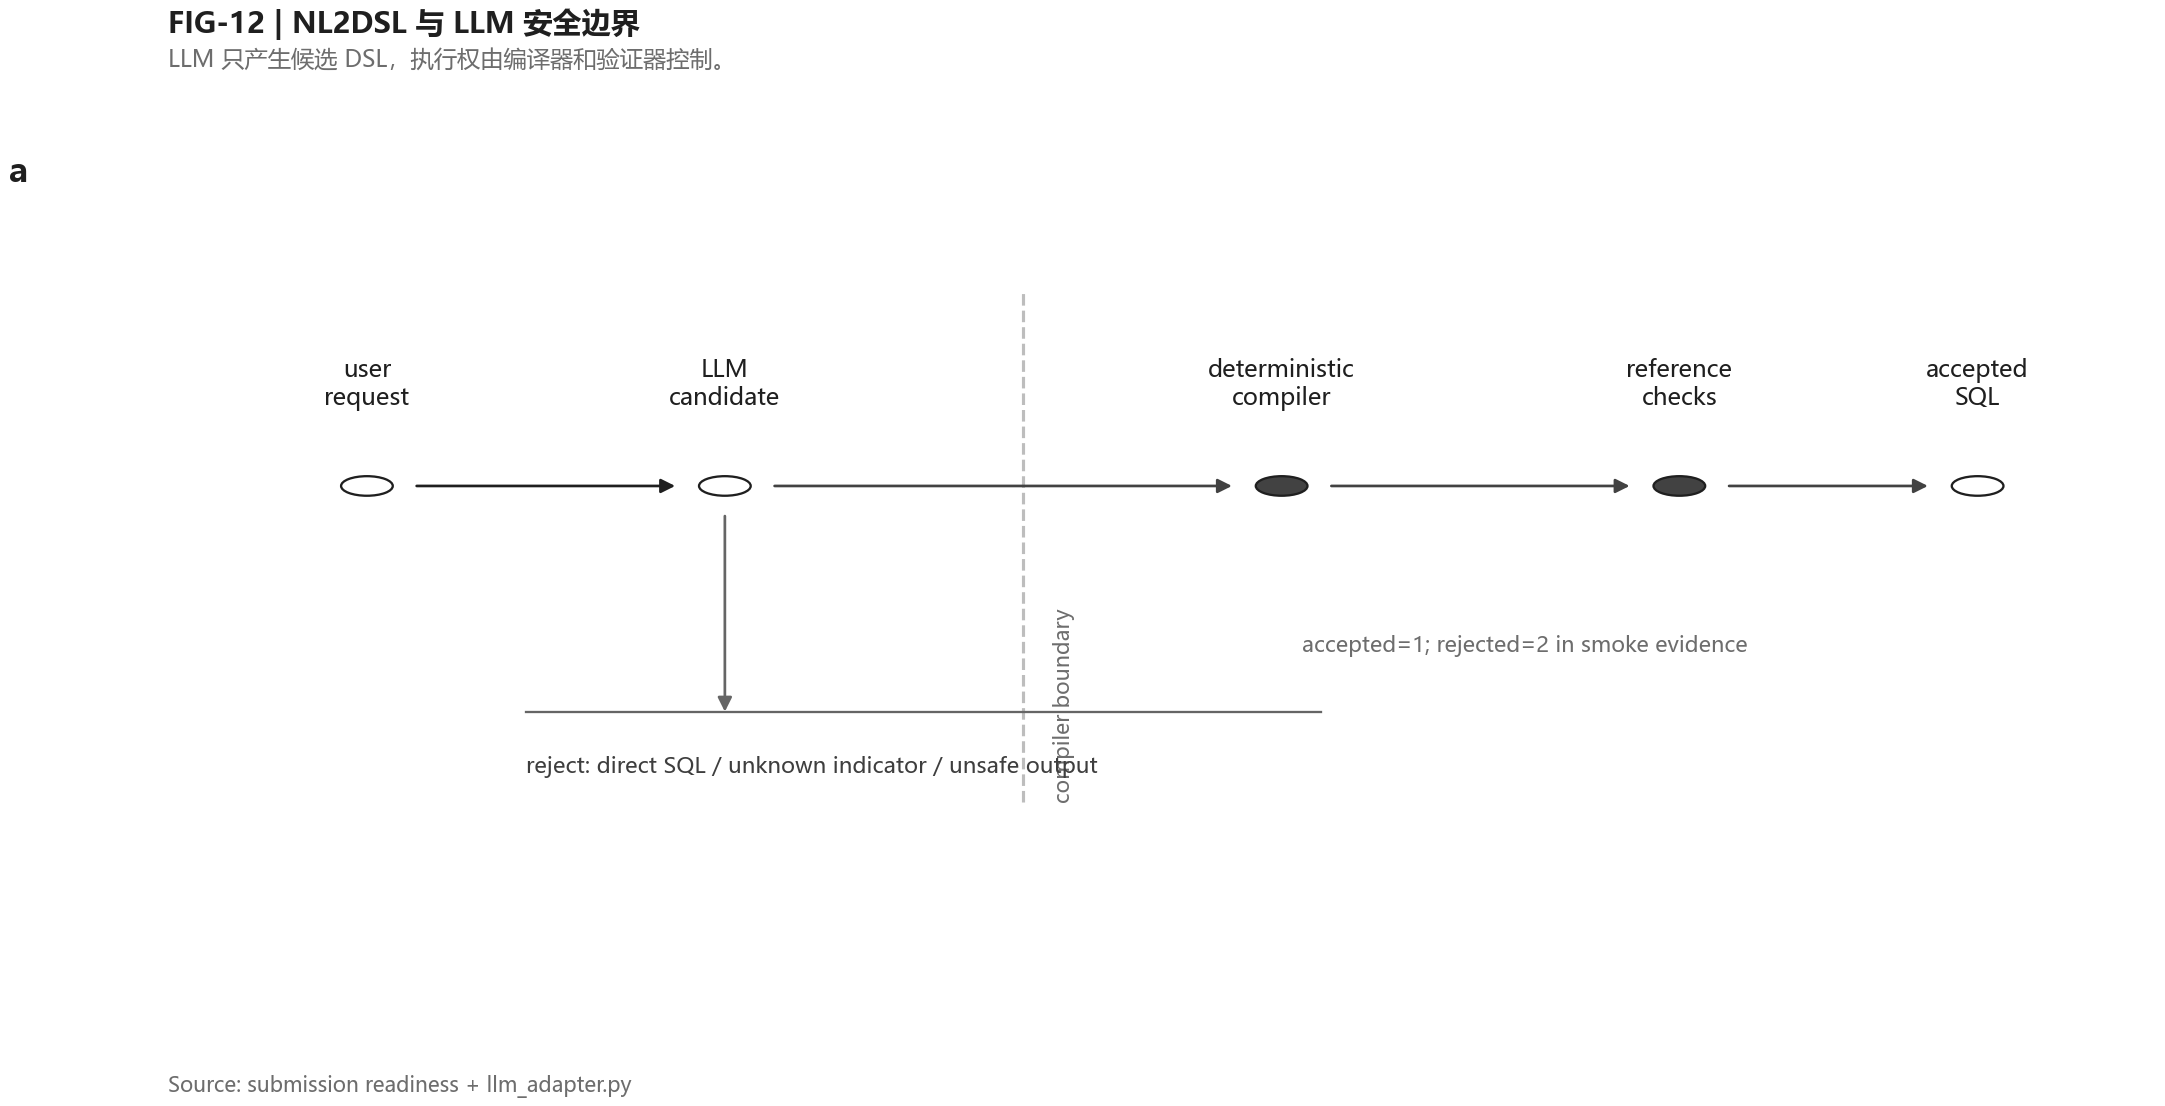 FIG-12 | NL2DSL 与 LLM 安全边界
LLM 只产生候选 DSL，执行权由编译器和验证器控制。
a
user
request
LLM
candidate
deterministic
compiler
reference
checks
accepted
SQL
compiler boundary
accepted=1; rejected=2 in smoke evidence
reject: direct SQL / unknown indicator / unsafe output
Source: submission readiness + llm_adapter.py